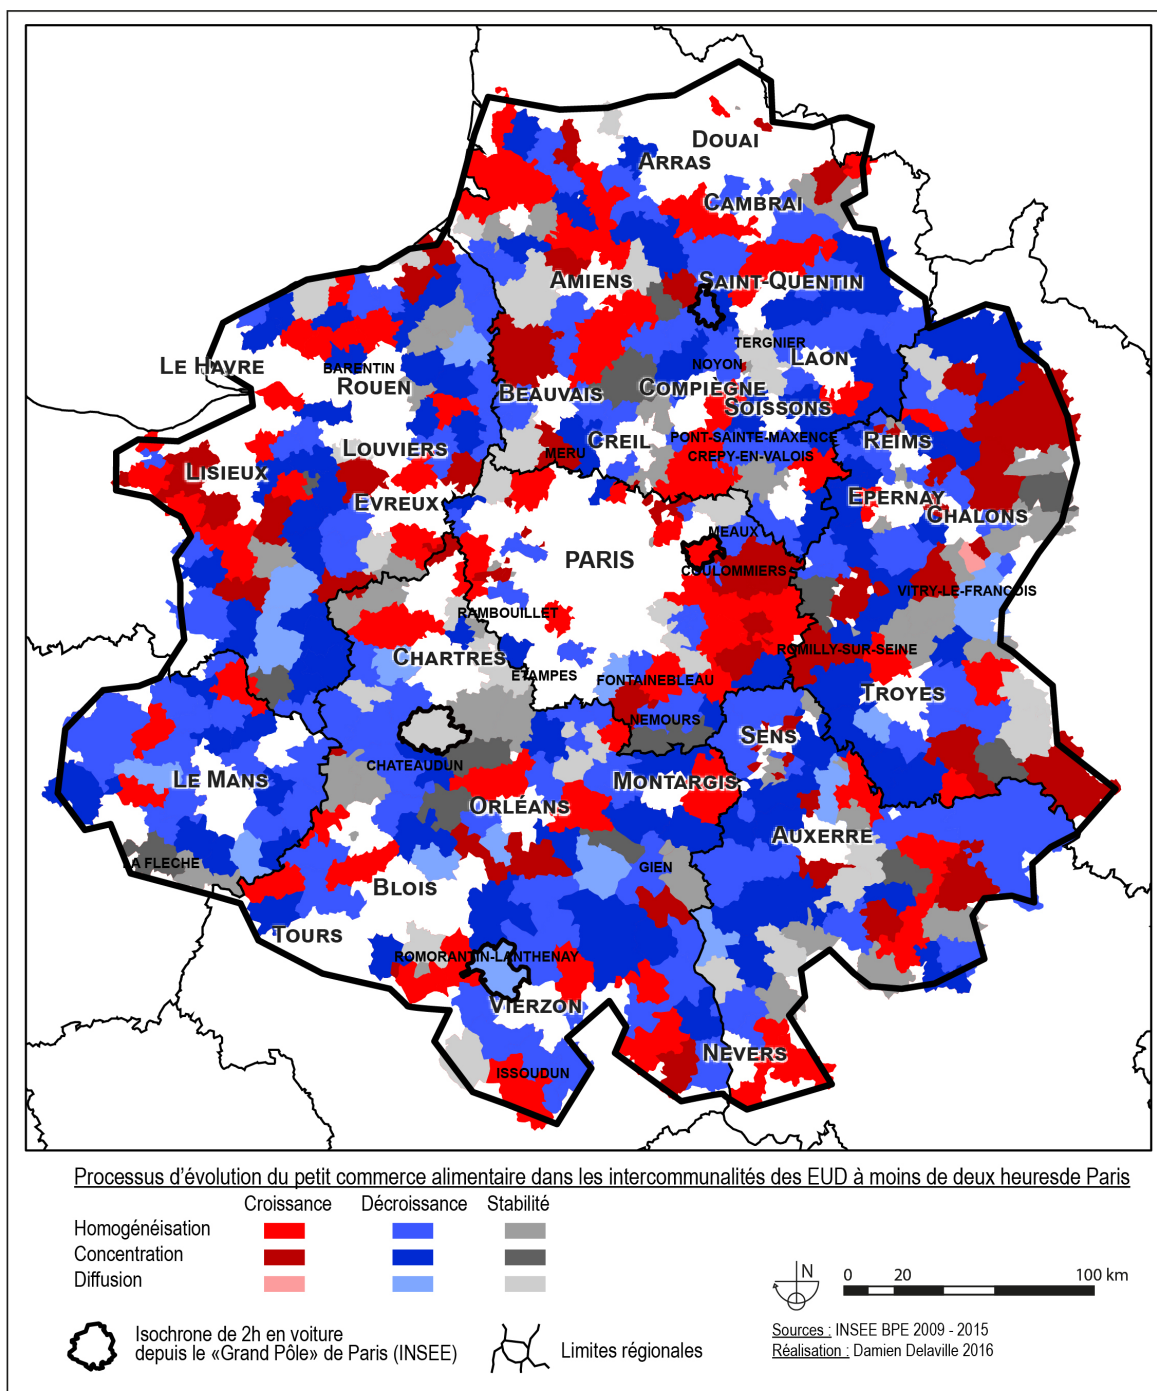 DOUAI
ARRAS
CAMBRAI
AMIENS
SAINT-QUENTIN
TERGNIER
LAON
NOYON
LE HAVRE
BARENTIN
ROUEN
BEAUVAIS
COMPIÈGNE
SOISSONS
LOUVIERS
CREIL
PONT-SAINTE-MAXENCE
REIMS
MERU
CREPY-EN-VALOIS
LISIEUX
EVREUX
EPERNAY
CHALONS
MEAUX
PARIS
COULOMMIERS
VITRY-LE-FRANCOIS
RAMBOUILLET
CHARTRES
ETAMPES
FONTAINEBLEAU
ROMILLY-SUR-SEINE
TROYES
NEMOURS
SENS
CHATEAUDUN
LE MANS
MONTARGIS
ORLÉANS
AUXERRE
LA FLECHE
GIEN
BLOIS
TOURS
ROMORANTIN-LANTHENAY
VIERZON
NEVERS
ISSOUDUN
Processus d'évolution du petit commerce alimentaire dans les intercommunalités des EUD à moins de deux heuresde Paris
Croissance Décroissance Stabilité
Homogénéisation
Concentration
Diffusion
N
0 20 100 km
Isochrone de 2h en voiture
depuis le «Grand Pôle» de Paris (INSEE)
Limites régionales
Sources : INSEE BPE 2009 - 2015
Réalisation : Damien Delaville 2016